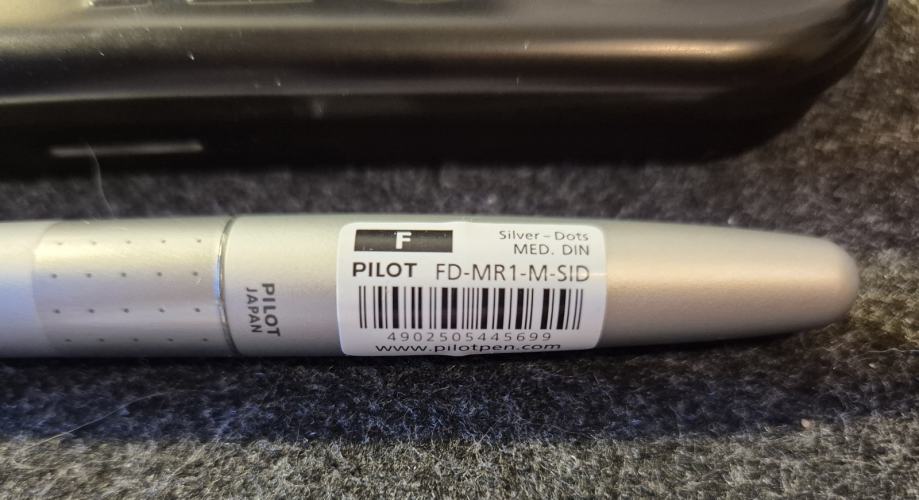 F
Silver-Dots
MED. DIN
PILOT FD-MR1-M-SID
4902505445699
www.pilotpen.com
PILOT
JAPAN